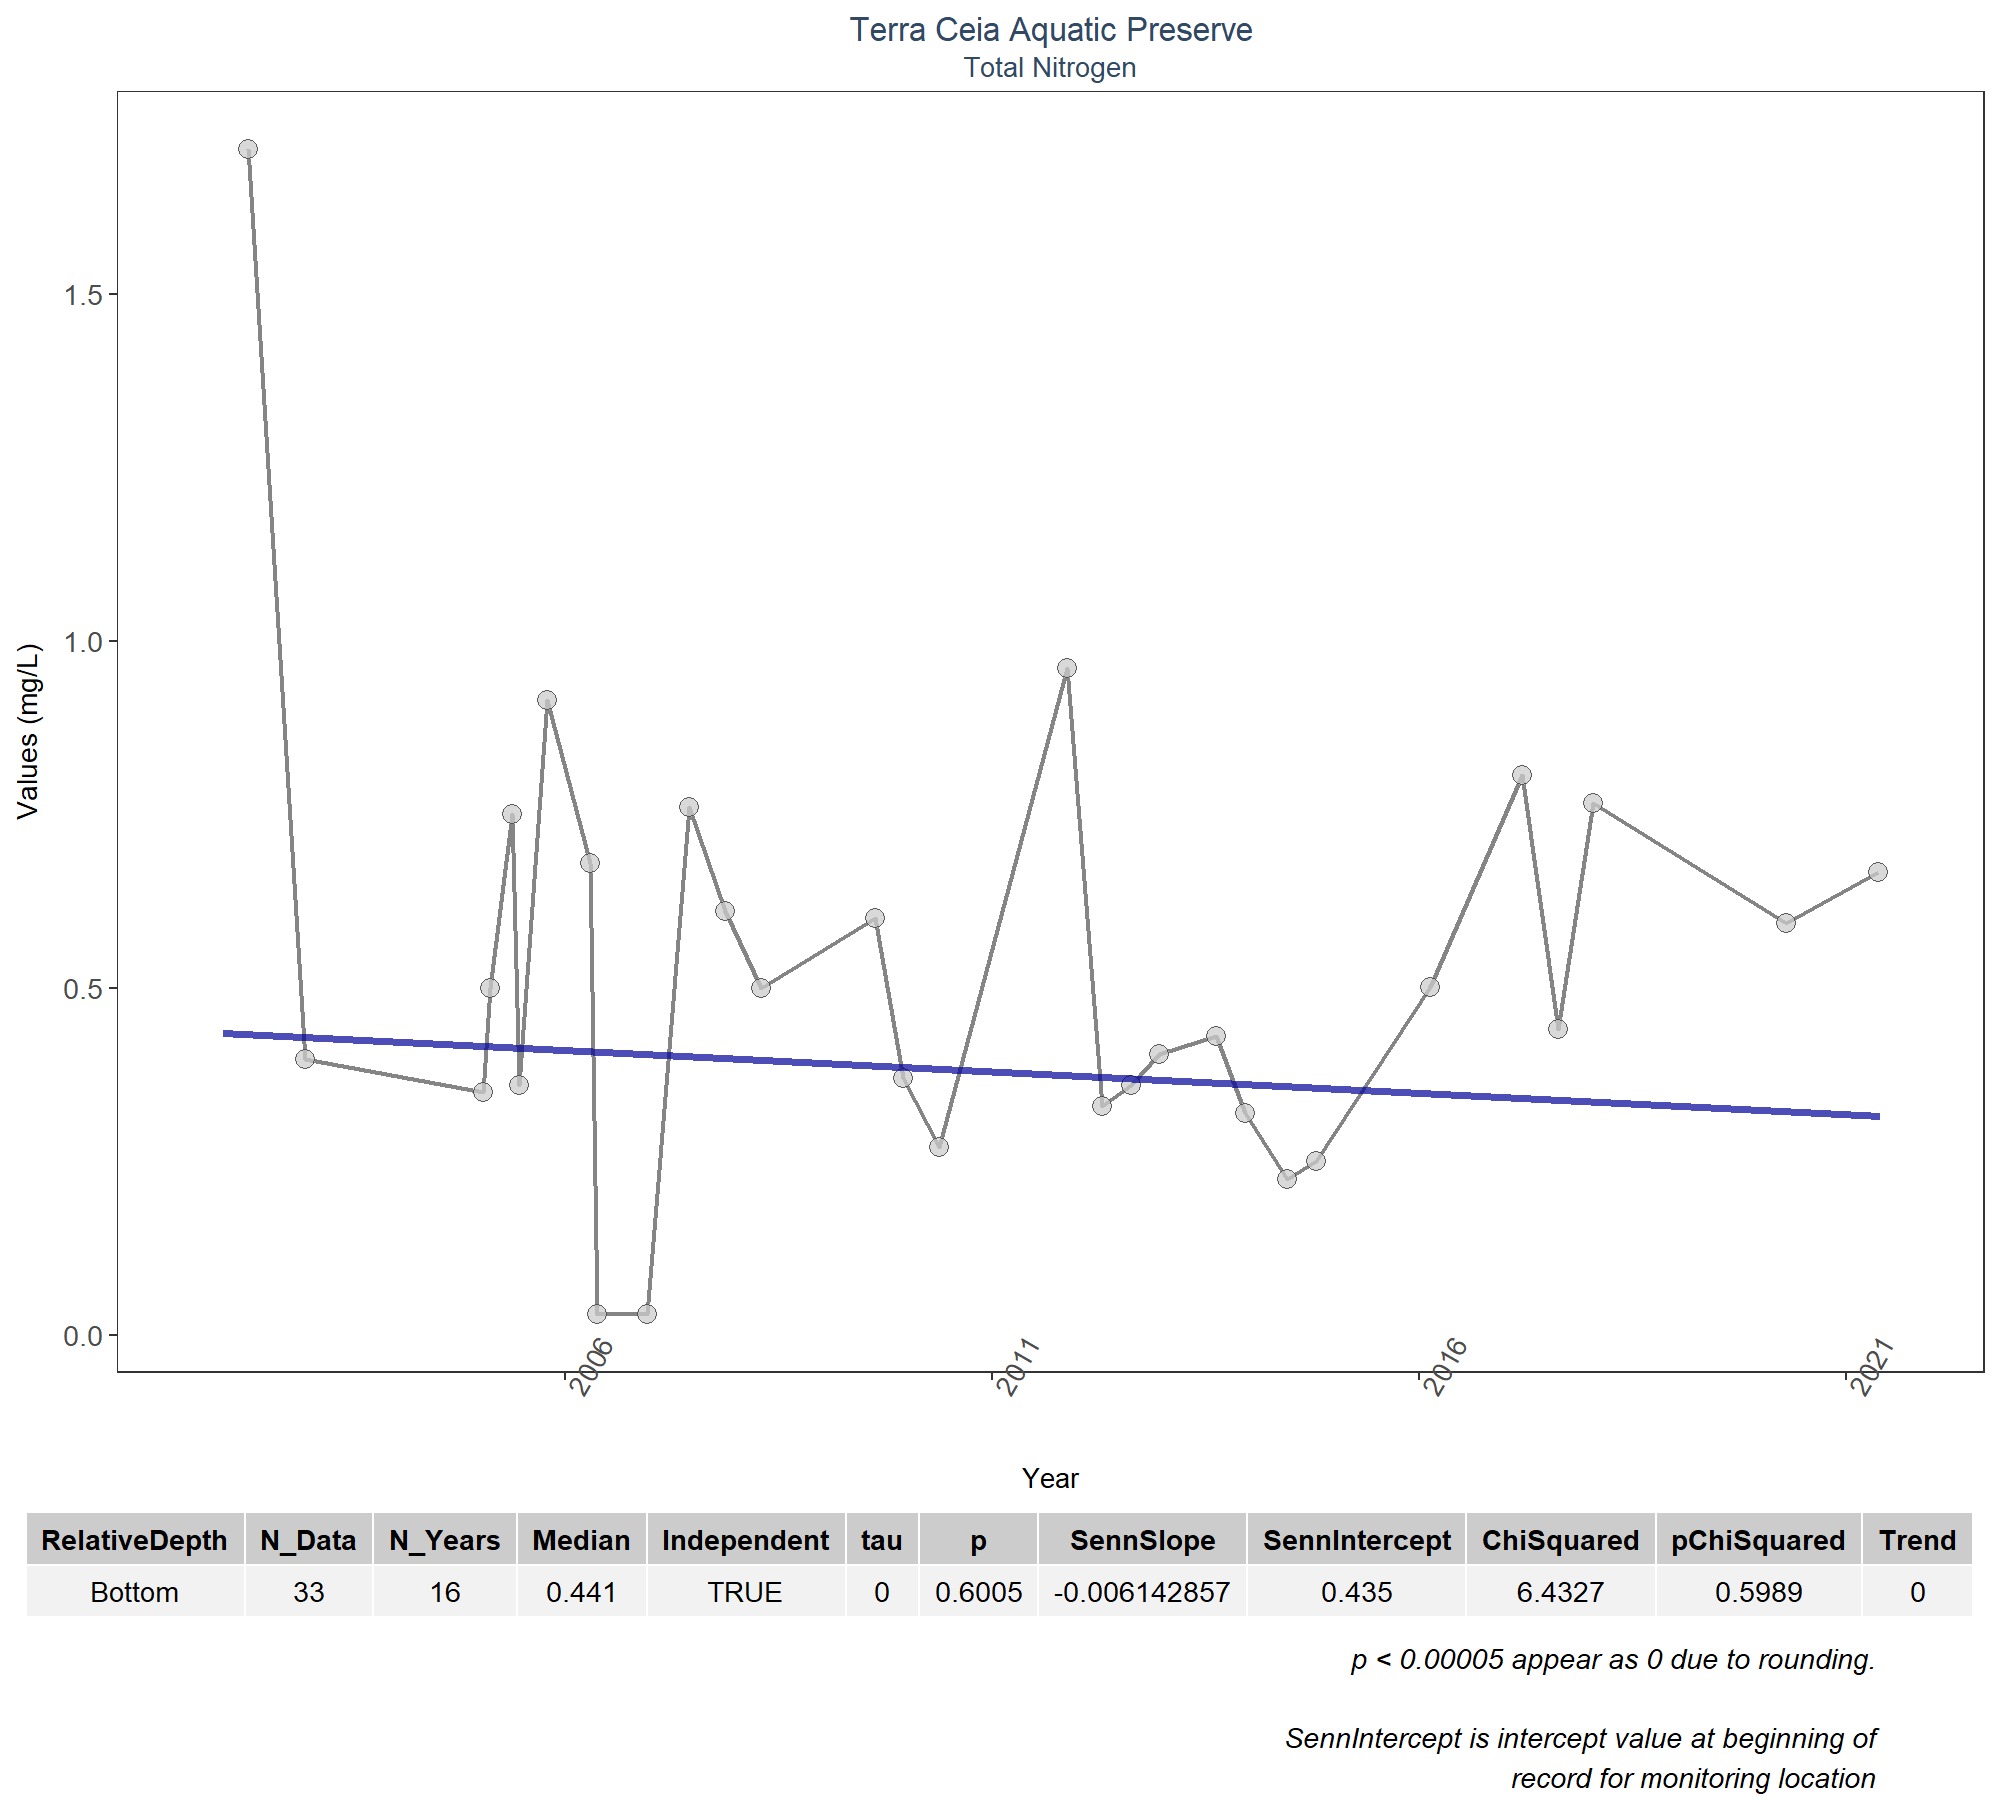 Terra Ceia Aquatic Preserve
Total Nitrogen
Values (mg/L)
1.5
1.0
0.5
0.0
2006
2011
2016
2021
Year
RelativeDepth N_Data N_Years Median Independent tau p SennSlope SennIntercept ChiSquared pChiSquared Trend
Bottom 33 16 0.441 TRUE 0 0.6005 -0.006142857 0.435 6.4327 0.5989 0
p < 0.00005 appear as 0 due to rounding.
SennIntercept is intercept value at beginning of
record for monitoring location